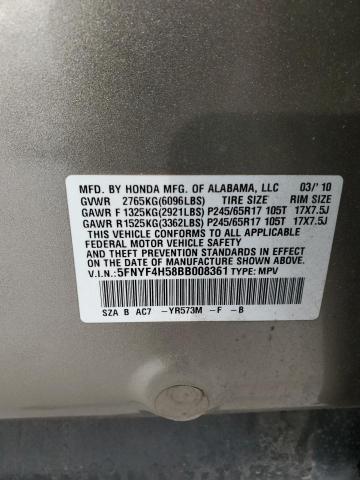 MFD. BY HONDA MFG. OF ALABAMA, LLC 03/'10
GVWR 2765KG(6096LBS) TIRE SIZE RIM SIZE
GAWR F 1325KG(2921LBS) P245/65R17 105T 17X7.5J
GAWR R1525KG(3362LBS) P245/65R17 105T 17X7.5J
THIS VEHICLE CONFORMS TO ALL APPLICABLE
FEDERAL MOTOR VEHICLE SAFETY AND
THEFT PREVENTION STANDARDS IN EFFECT ON
THE DATE OF MANUFACTURE SHOWN ABOVE.
V.I.N.: 5FNYF4H58BB008361 TYPE: MPV
SZA B AC7 -YR573M -F -B